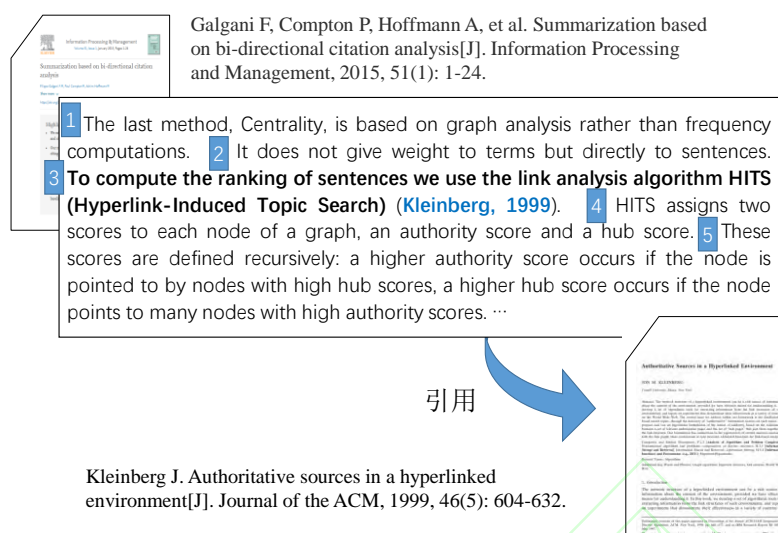 Galgani F, Compton P, Hoffmann A, et al. Summarization based
on bi-directional citation analysis[J]. Information Processing
and Management, 2015, 51(1): 1-24.
Information Processing & Management
Summarization based on bi-directional citation
analysis
1 The last method, Centrality, is based on graph analysis rather than frequency
computations. 2 It does not give weight to terms but directly to sentences.
3 To compute the ranking of sentences we use the link analysis algorithm HITS
(Hyperlink-Induced Topic Search) (Kleinberg, 1999). 4 HITS assigns two
scores to each node of a graph, an authority score and a hub score. 5 These
scores are defined recursively: a higher authority score occurs if the node is
pointed to by nodes with high hub scores, a higher hub score occurs if the node
points to many nodes with high authority scores. …
引用
Authoritative Sources in a Hyperlinked Environment
JON M. KLEINBERG
Kleinberg J. Authoritative sources in a hyperlinked
environment[J]. Journal of the ACM, 1999, 46(5): 604-632.